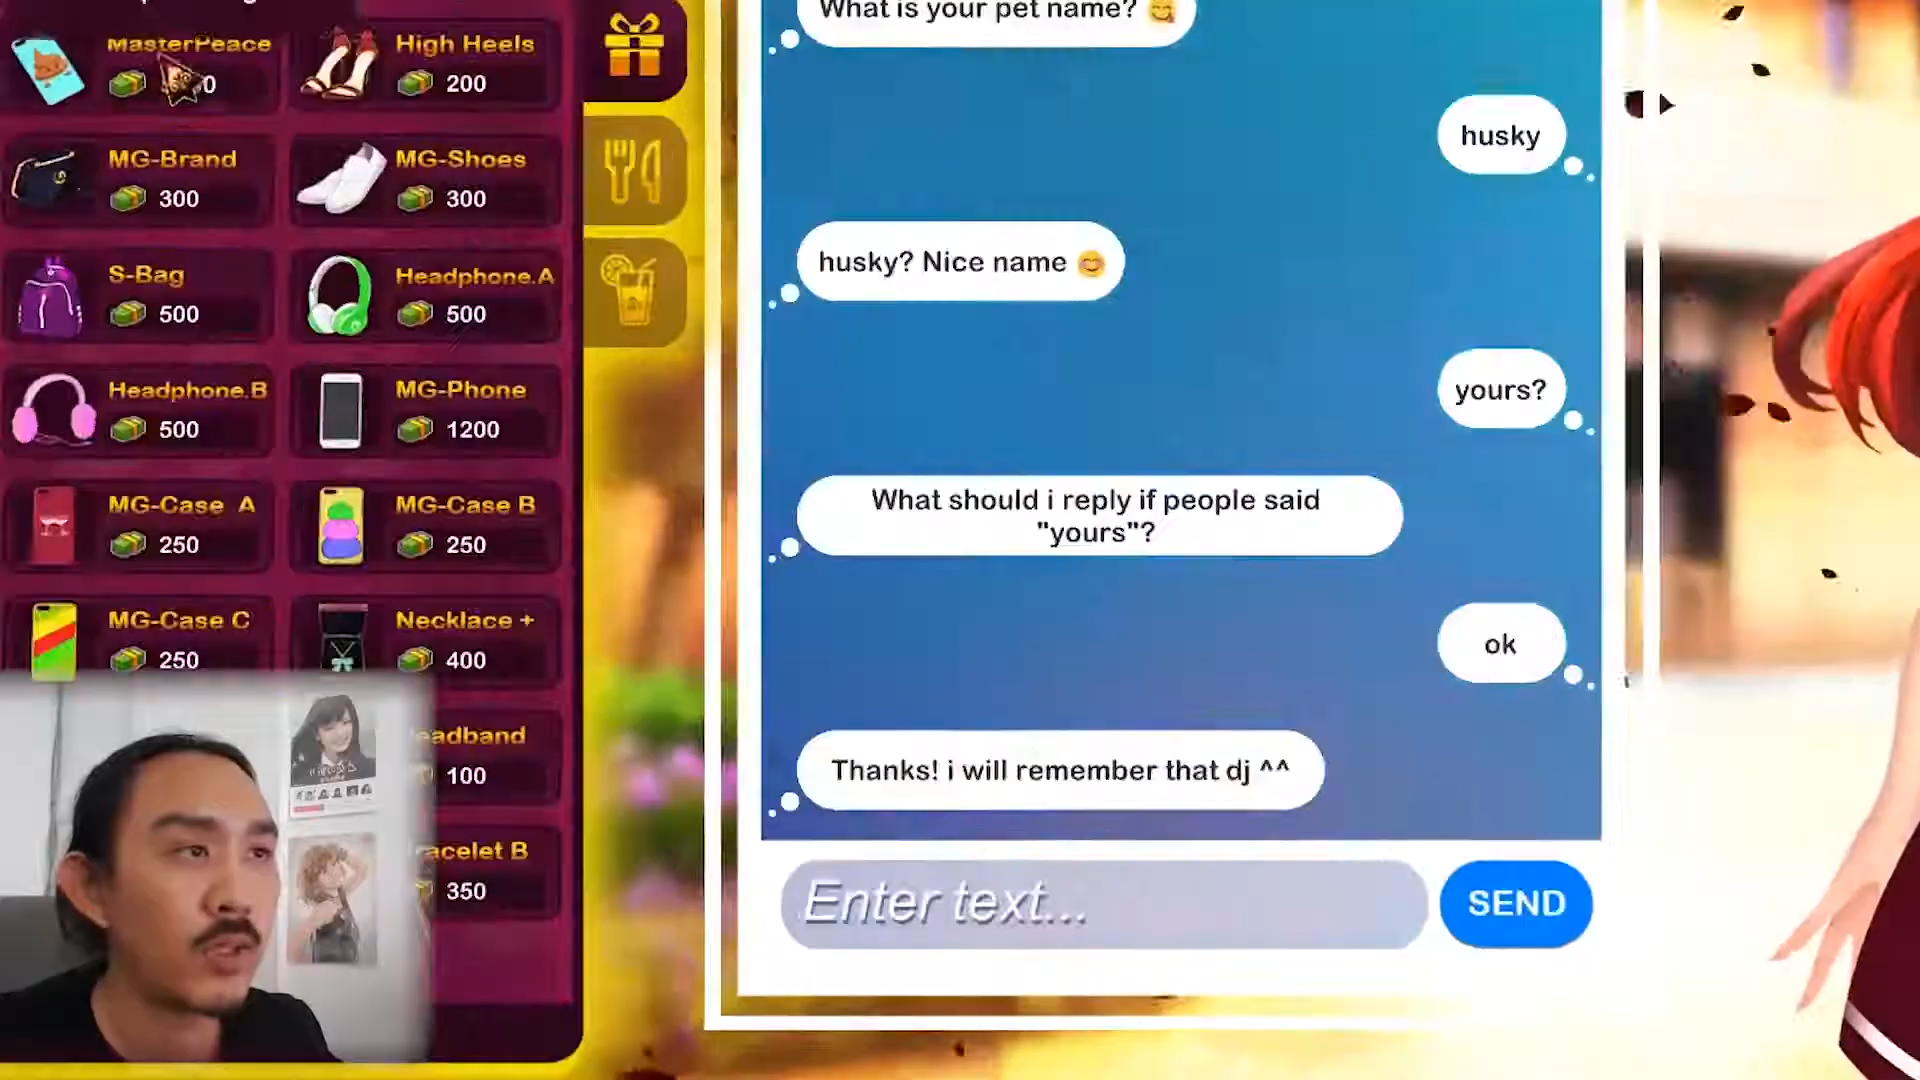 MasterPeace
High Heels
0
200
MG-Brand
MG-Shoes
300
300
S-Bag
Headphone.A
500
500
Headphone.B
MG-Phone
500
1200
MG-Case A
MG-Case B
250
250
MG-Case C
Necklace +
250
400
eadband
100
racelet B
350
What is your pet name?
husky
husky? Nice name
yours?
What should i reply if people said
"yours"?
ok
Thanks! i will remember that dj ^^
Enter text...
SEND